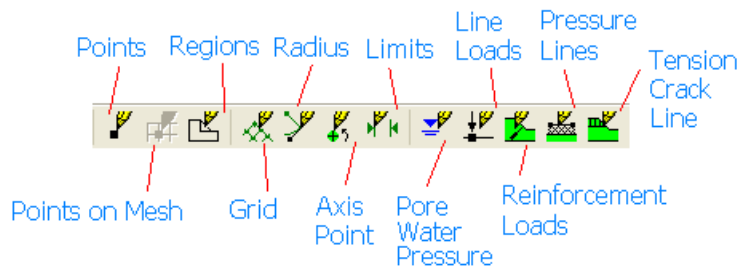 Points
Regions
Radius
Limits
Line
Loads
Pressure
Lines
Tension
Crack
Line
Points on Mesh
Grid
Axis
Point
Pore
Water
Pressure
Reinforcement
Loads